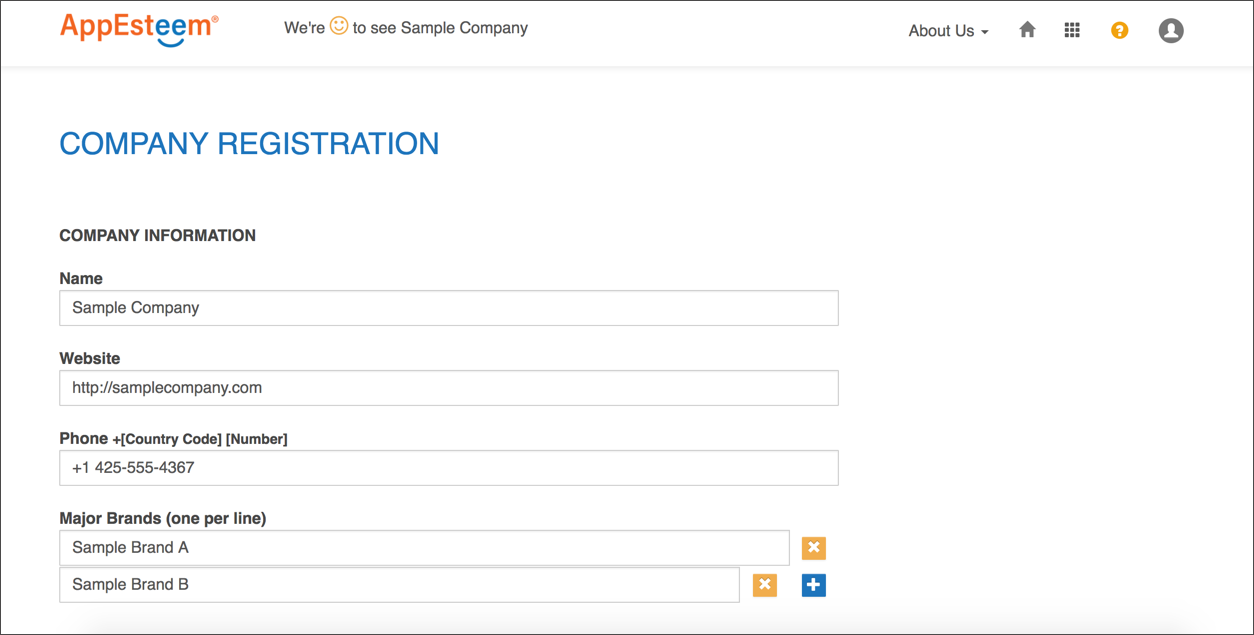 AppEsteem®
We're to see Sample Company
About Us
?
COMPANY REGISTRATION
COMPANY INFORMATION
Name
Sample Company
Website
http://samplecompany.com
Phone +[Country Code] [Number]
+1 425-555-4367
Major Brands (one per line)
Sample Brand A
Sample Brand B